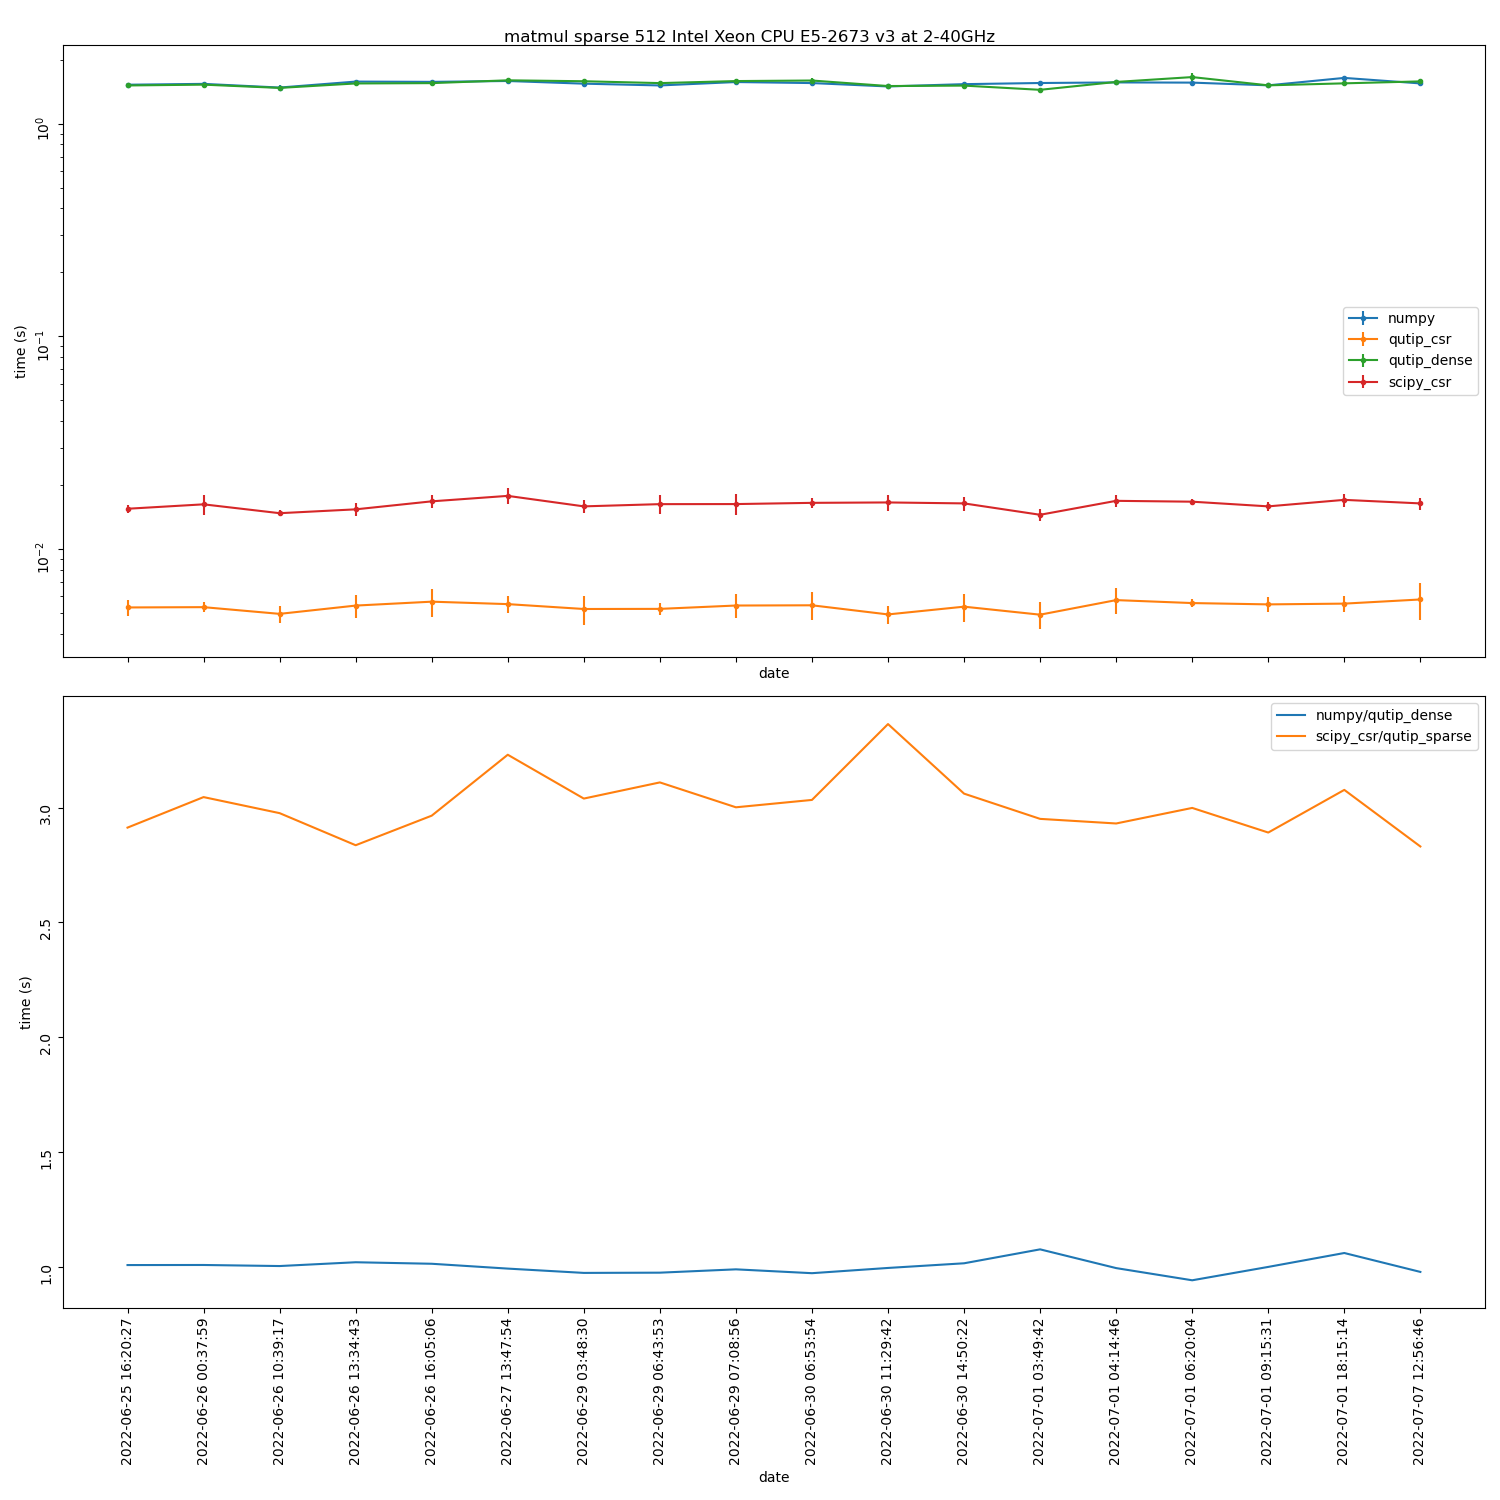 matmul sparse 512 Intel Xeon CPU E5-2673 v3 at 2-40GHz
10⁰
10⁻¹
10⁻²
time (s)
numpy
qutip_csr
qutip_dense
scipy_csr
date
numpy/qutip_dense
scipy_csr/qutip_sparse
3.0
2.5
2.0
1.5
1.0
time (s)
2022-06-25 16:20:27
2022-06-26 00:37:59
2022-06-26 10:39:17
2022-06-26 13:34:43
2022-06-26 16:05:06
2022-06-27 13:47:54
2022-06-29 03:48:30
2022-06-29 06:43:53
2022-06-29 07:08:56
2022-06-30 06:53:54
2022-06-30 11:29:42
2022-06-30 14:50:22
2022-07-01 03:49:42
2022-07-01 04:14:46
2022-07-01 06:20:04
2022-07-01 09:15:31
2022-07-01 18:15:14
2022-07-07 12:56:46
date